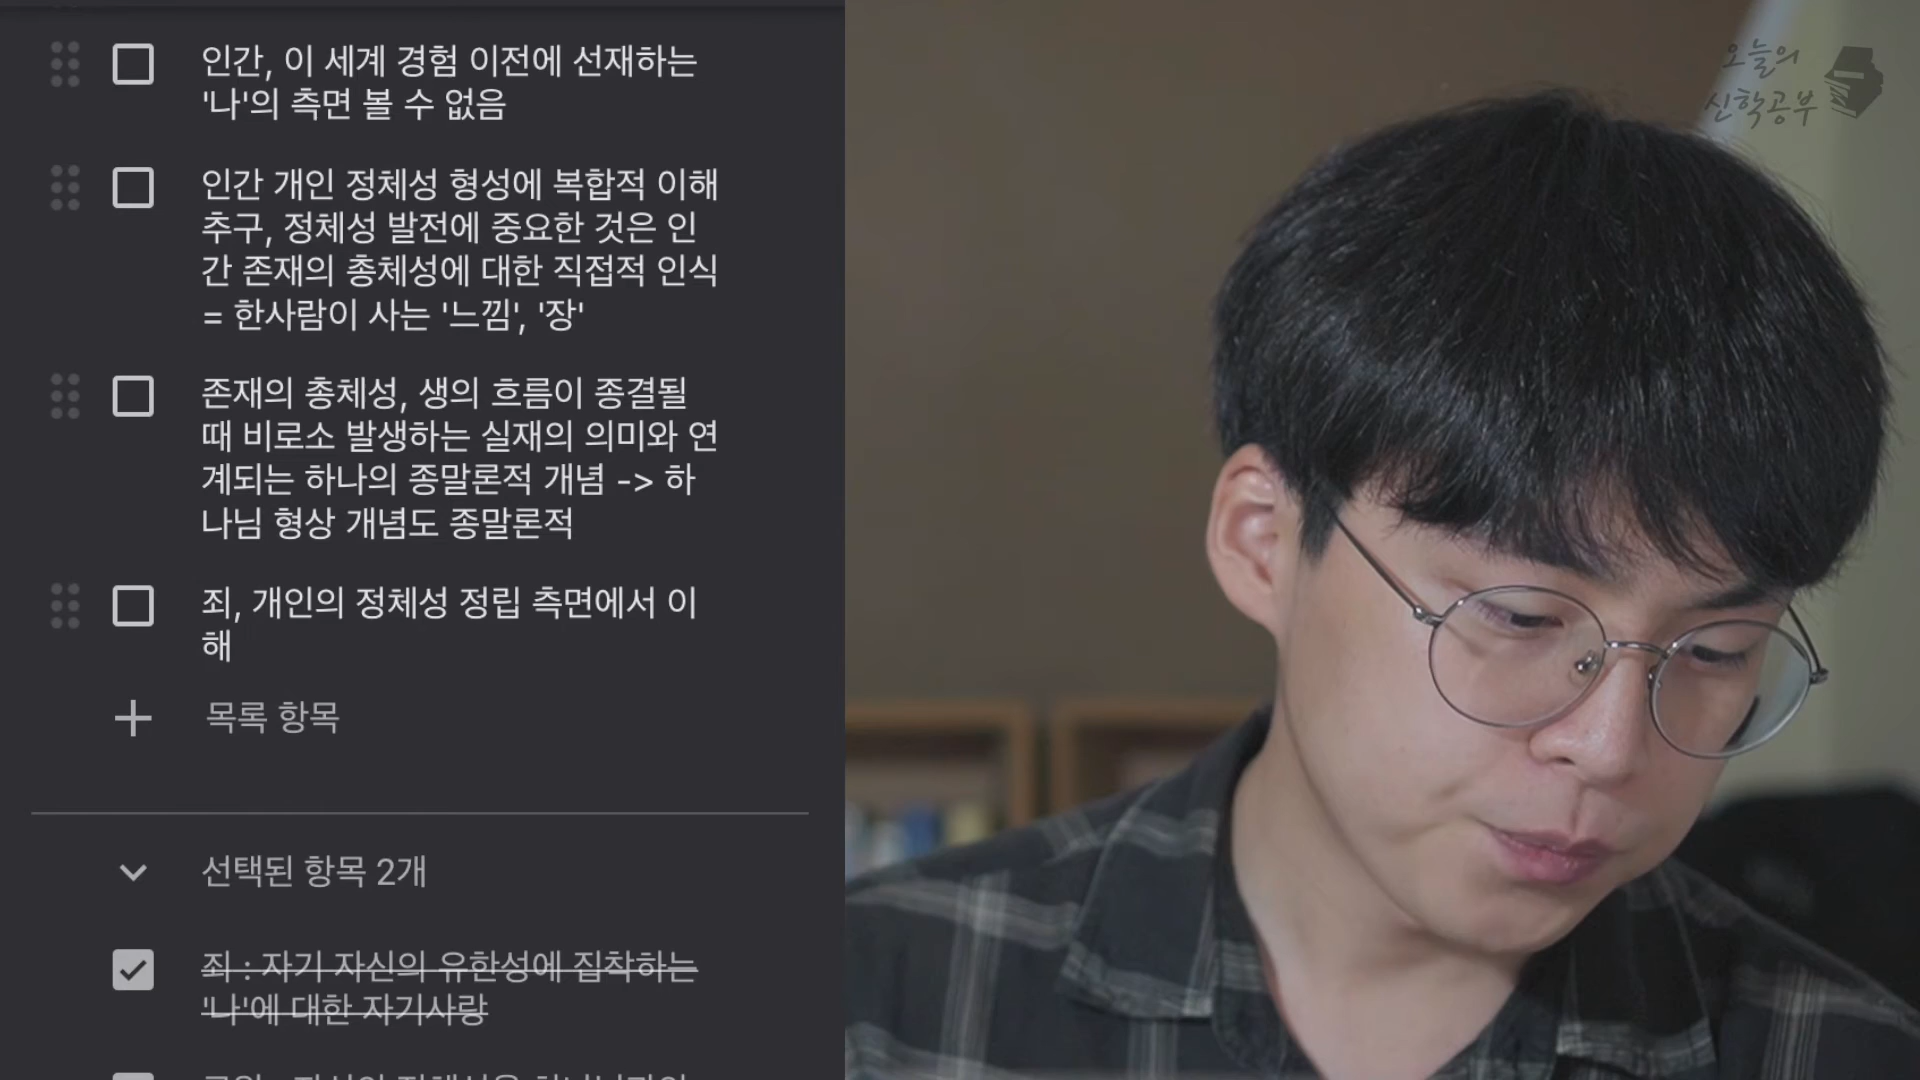 인간, 이 세계 경험 이전에 선재하는
'나'의 측면 볼 수 없음
인간 개인 정체성 형성에 복합적 이해
추구, 정체성 발전에 중요한 것은 인
간 존재의 총체성에 대한 직접적 인식
= 한사람이 사는 '느낌', '장'
존재의 총체성, 생의 흐름이 종결될
때 비로소 발생하는 실재의 의미와 연
계되는 하나의 종말론적 개념 -> 하
나님 형상 개념도 종말론적
죄, 개인의 정체성 정립 측면에서 이
해
목록 항목
선택된 항목 2개
죄 : 자기 자신의 유한성에 집착하는
'나'에 대한 자기사랑
오늘의
신학공부